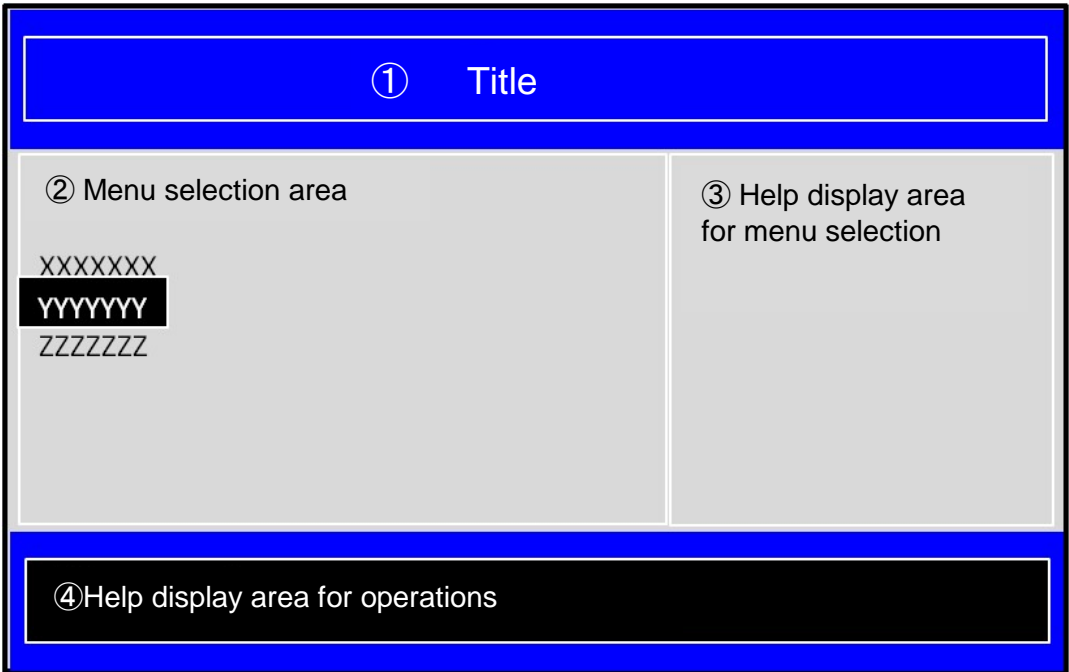 ① Title
② Menu selection area
XXXXXXX
YYYYYYY
ZZZZZZZ
③ Help display area
for menu selection
④Help display area for operations